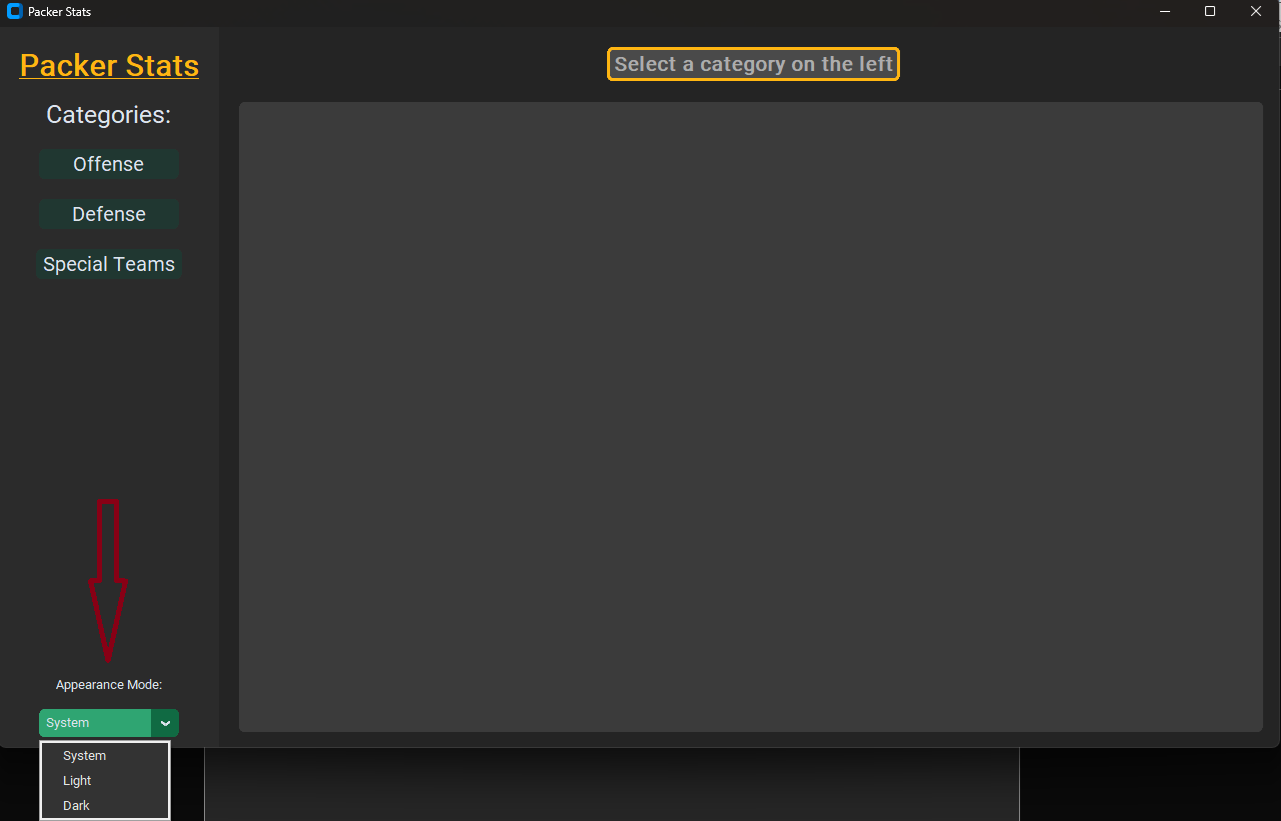 Packer Stats
Packer Stats
Select a category on the left
Categories:
Offense
Defense
Special Teams
Appearance Mode:
System
System
Light
Dark